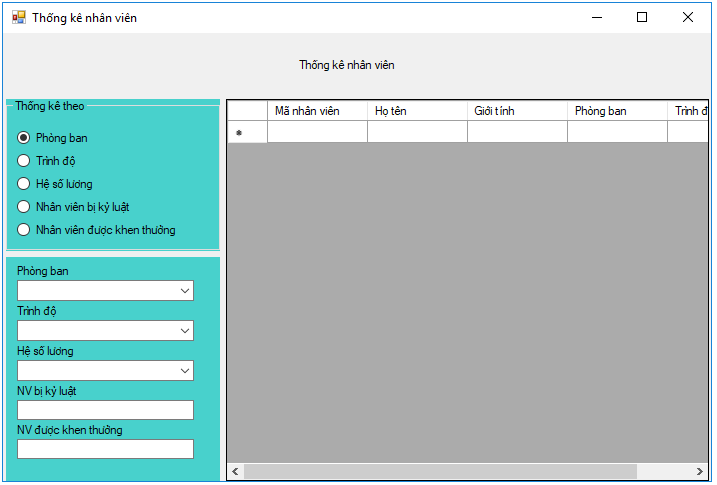 Thống kê nhân viên
Thống kê nhân viên
Thống kê theo
Phòng ban
Trình độ
Hệ số lương
Nhân viên bị kỷ luật
Nhân viên được khen thưởng
Phòng ban
Trình độ
Hệ số lương
NV bị kỷ luật
NV được khen thưởng
Mã nhân viên Họ tên Giới tính Phòng ban Trình đ